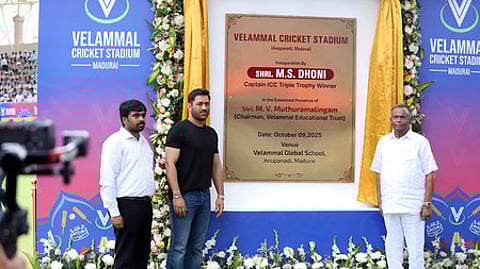 VELAMMAL
CRICKET STADIUM
MADURAI
VELAMMAL CRICKET STADIUM
(Anupanadi, Madurai)
Inauguration By
SHRI. M.S. DHONI
Captain ICC Triple Trophy Winner
In the Esteemed Presence of
Shri. M. V. Muthuramalingam
(Chairman, Velammal Educational Trust)
Date: October 09,2025
Venue
Velammal Global School,
Anupanadi, Madurai
VELAMMAL
CRICKET STADIUM
MADURAI